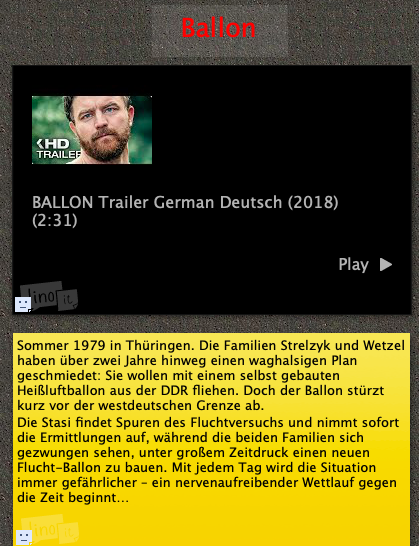 Ballon
KHD
TRAILER
BALLON Trailer German Deutsch (2018)
(2:31)
Play
lino it
Sommer 1979 in Thüringen. Die Familien Strelzyk und Wetzel
haben über zwei Jahre hinweg einen waghalsigen Plan
geschmiedet: Sie wollen mit einem selbst gebauten
Heißluftballon aus der DDR fliehen. Doch der Ballon stürzt
kurz vor der westdeutschen Grenze ab.
Die Stasi findet Spuren des Fluchtversuchs und nimmt sofort
die Ermittlungen auf, während die beiden Familien sich
gezwungen sehen, unter großem Zeitdruck einen neuen
Flucht-Ballon zu bauen. Mit jedem Tag wird die Situation
immer gefährlicher – ein nervenaufreibender Wettlauf gegen
die Zeit beginnt…
lino it